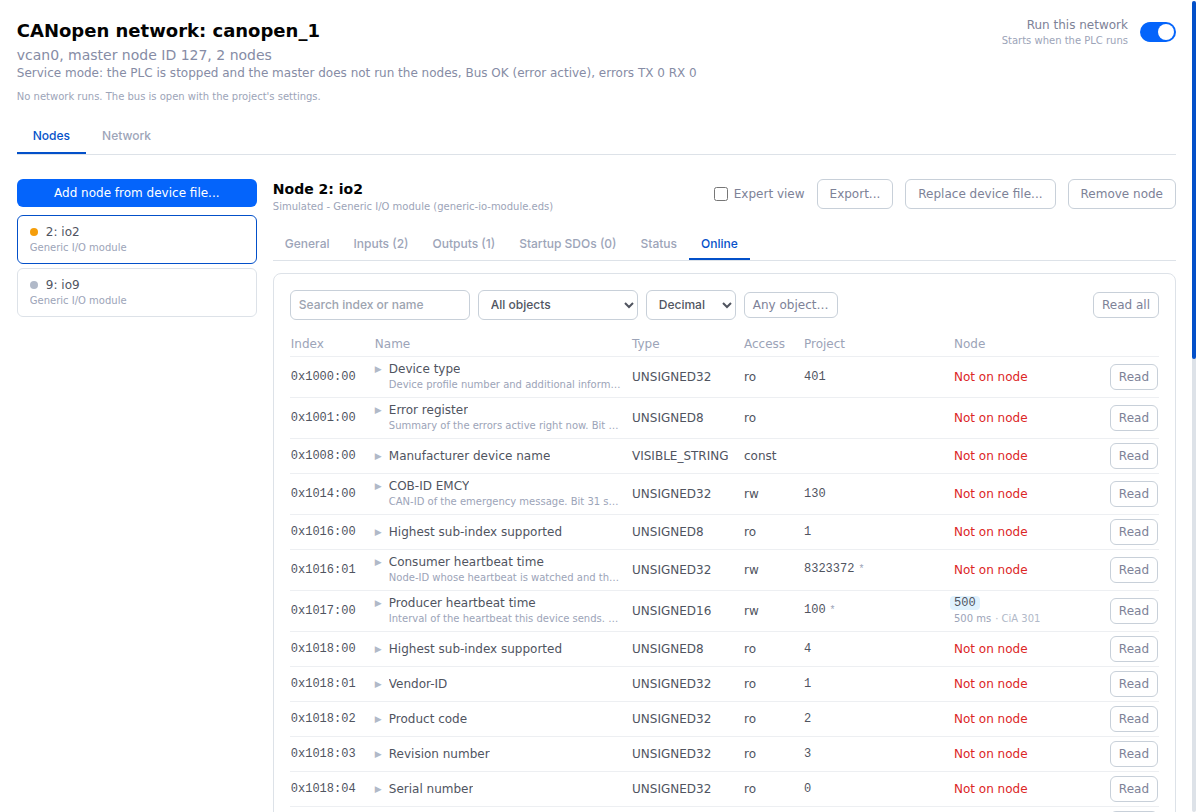 CANopen network: canopen_1
Run this network
Starts when the PLC runs
vcan0, master node ID 127, 2 nodes
Service mode: the PLC is stopped and the master does not run the nodes, Bus OK (error active), errors TX 0 RX 0
No network runs. The bus is open with the project's settings.
Nodes Network
Add node from device file...
2: io2
Generic I/O module
9: io9
Generic I/O module
Node 2: io2
Simulated - Generic I/O module (generic-io-module.eds)
Expert view Export... Replace device file... Remove node
General Inputs (2) Outputs (1) Startup SDOs (0) Status Online
Search index or name All objects Decimal Any object... Read all
Index Name Type Access Project Node
0x1000:00 Device type UNSIGNED32 ro 401 Not on node Read
Device profile number and additional inform...
0x1001:00 Error register UNSIGNED8 ro Not on node Read
Summary of the errors active right now. Bit ...
0x1008:00 Manufacturer device name VISIBLE_STRING const Not on node Read
0x1014:00 COB-ID EMCY UNSIGNED32 rw 130 Not on node Read
CAN-ID of the emergency message. Bit 31 s...
0x1016:00 Highest sub-index supported UNSIGNED8 ro 1 Not on node Read
0x1016:01 Consumer heartbeat time UNSIGNED32 rw 8323372 * Not on node Read
Node-ID whose heartbeat is watched and th...
0x1017:00 Producer heartbeat time UNSIGNED16 rw 100 * 500 Read
Interval of the heartbeat this device sends. ... 500 ms · CiA 301
0x1018:00 Highest sub-index supported UNSIGNED8 ro 4 Not on node Read
0x1018:01 Vendor-ID UNSIGNED32 ro 1 Not on node Read
0x1018:02 Product code UNSIGNED32 ro 2 Not on node Read
0x1018:03 Revision number UNSIGNED32 ro 3 Not on node Read
0x1018:04 Serial number UNSIGNED32 ro 0 Not on node Read